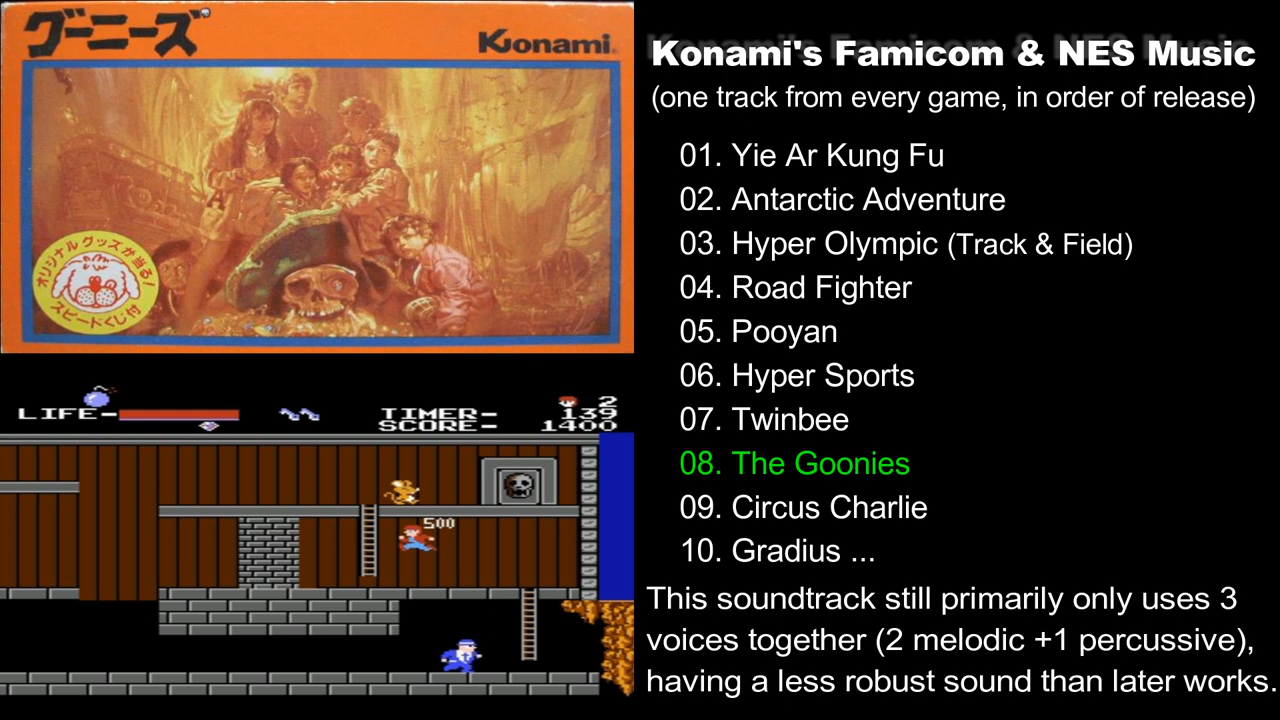 グーニーズ
Konami
オリジナルグッズが当る!
スピードくじ付
LIFE-
TIMER-
SCORE-
2
139
1400
500
Konami's Famicom & NES Music
(one track from every game, in order of release)
01. Yie Ar Kung Fu
02. Antarctic Adventure
03. Hyper Olympic (Track & Field)
04. Road Fighter
05. Pooyan
06. Hyper Sports
07. Twinbee
08. The Goonies
09. Circus Charlie
10. Gradius ...
This soundtrack still primarily only uses 3
voices together (2 melodic +1 percussive),
having a less robust sound than later works.